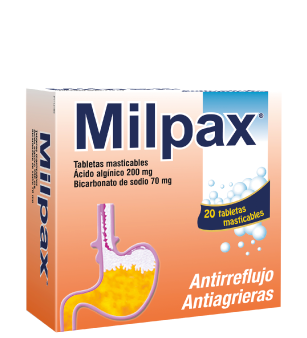 Milpax®
Tabletas masticables
Ácido algínico 200 mg
Bicarbonato de sodio 70 mg
20 tabletas
masticables
Antirreflujo
Antiagrieras
Milpax